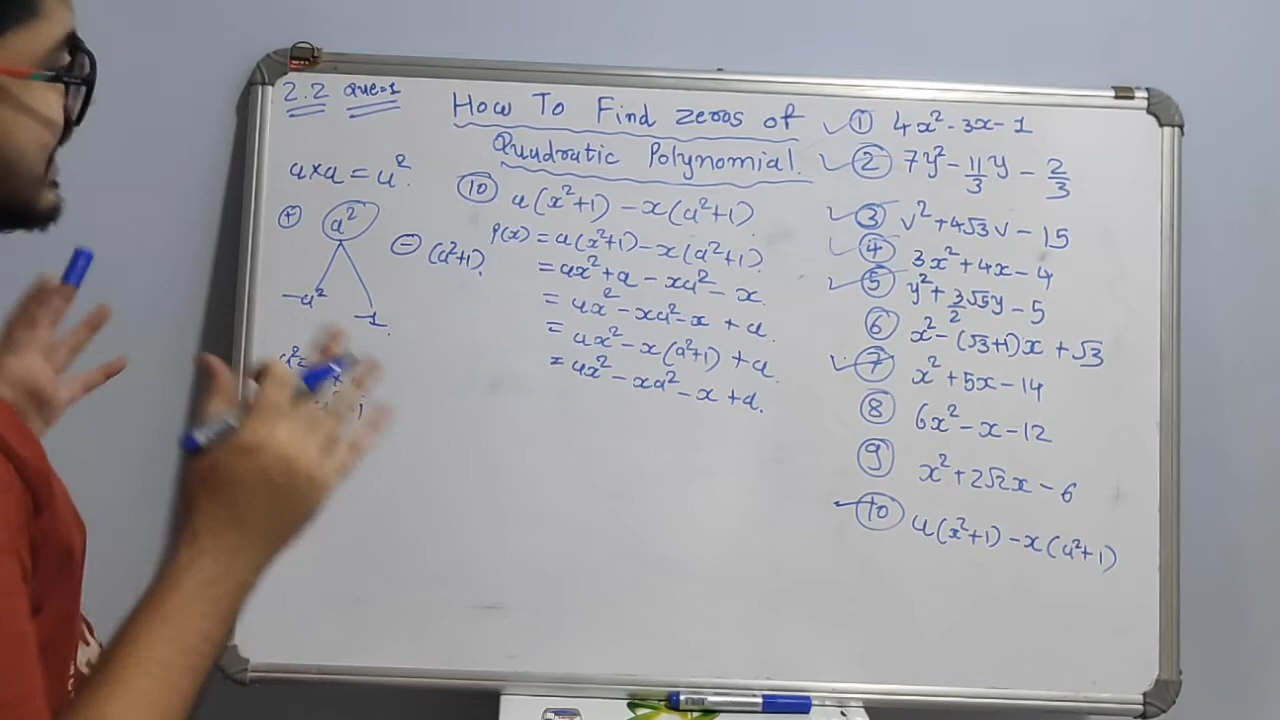 2.2 Que=1
a×a = a².
⊕ a² ⊖ (a²+1).
-a² -1.
How To Find zeros of
Quadratic Polynomial.
⑩ a(x²+1) - x(a²+1).
P(x) = a(x²+1) - x(a²+1).
= ax² + a - xa² - x.
= ax² - xa² - x + a.
= ax² - x(a²+1) + a.
= ax² - xa² - x + a.
✓① 4x² - 3x - 1
✓② 7y² - 11/3 y - 2/3
✓③ v² + 4√3v - 15
✓④ 3x² + 4x - 4
✓⑤ y² + 3/2 √5y - 5
⑥ x² - (√3+1)x + √3
✓⑦ x² + 5x - 14
⑧ 6x² - x - 12
⑨ x² + 2√2x - 6
✓⑩ a(x²+1) - x(a²+1)